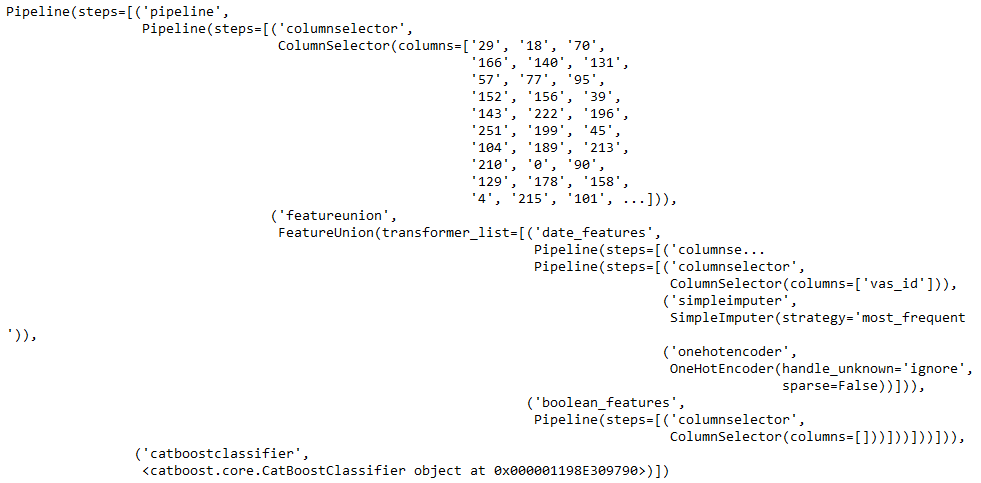 Pipeline(steps=[('pipeline',
                 Pipeline(steps=[('columnselector',
                                  ColumnSelector(columns=['29', '18', '70',
                                                          '166', '140', '131',
                                                          '57', '77', '95',
                                                          '152', '156', '39',
                                                          '143', '222', '196',
                                                          '251', '199', '45',
                                                          '104', '189', '213',
                                                          '210', '0', '90',
                                                          '129', '178', '158',
                                                          '4', '215', '101', ...])),
                                 ('featureunion',
                                  FeatureUnion(transformer_list=[('date_features',
                                                                  Pipeline(steps=[('columnse...
                                                                  Pipeline(steps=[('columnselector',
                                                                                   ColumnSelector(columns=['vas_id'])),
                                                                                  ('simpleimputer',
                                                                                   SimpleImputer(strategy='most_frequent
')),
                                                                                  ('onehotencoder',
                                                                                   OneHotEncoder(handle_unknown='ignore',
                                                                                                 sparse=False))])),
                                                                 ('boolean_features',
                                                                  Pipeline(steps=[('columnselector',
                                                                                   ColumnSelector(columns=[]))]))]))])),
                ('catboostclassifier',
                 <catboost.core.CatBoostClassifier object at 0x000001198E309790>)])